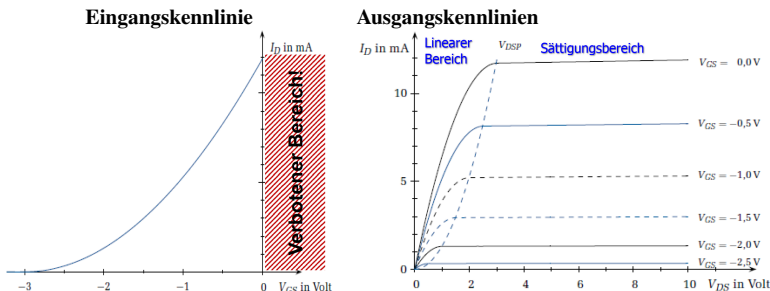 Eingangskennlinie
I_D in mA
Verbotener Bereich!
−3
−2
−1
0
V_GS in Volt
Ausgangskennlinien
I_D in mA
Linearer
Bereich
V_DSP
Sättigungsbereich
10
5
0
0
2
4
6
8
10
V_DS in Volt
V_GS = 0,0 V
V_GS = −0,5 V
V_GS = −1,0 V
V_GS = −1,5 V
V_GS = −2,0 V
V_GS = −2,5 V